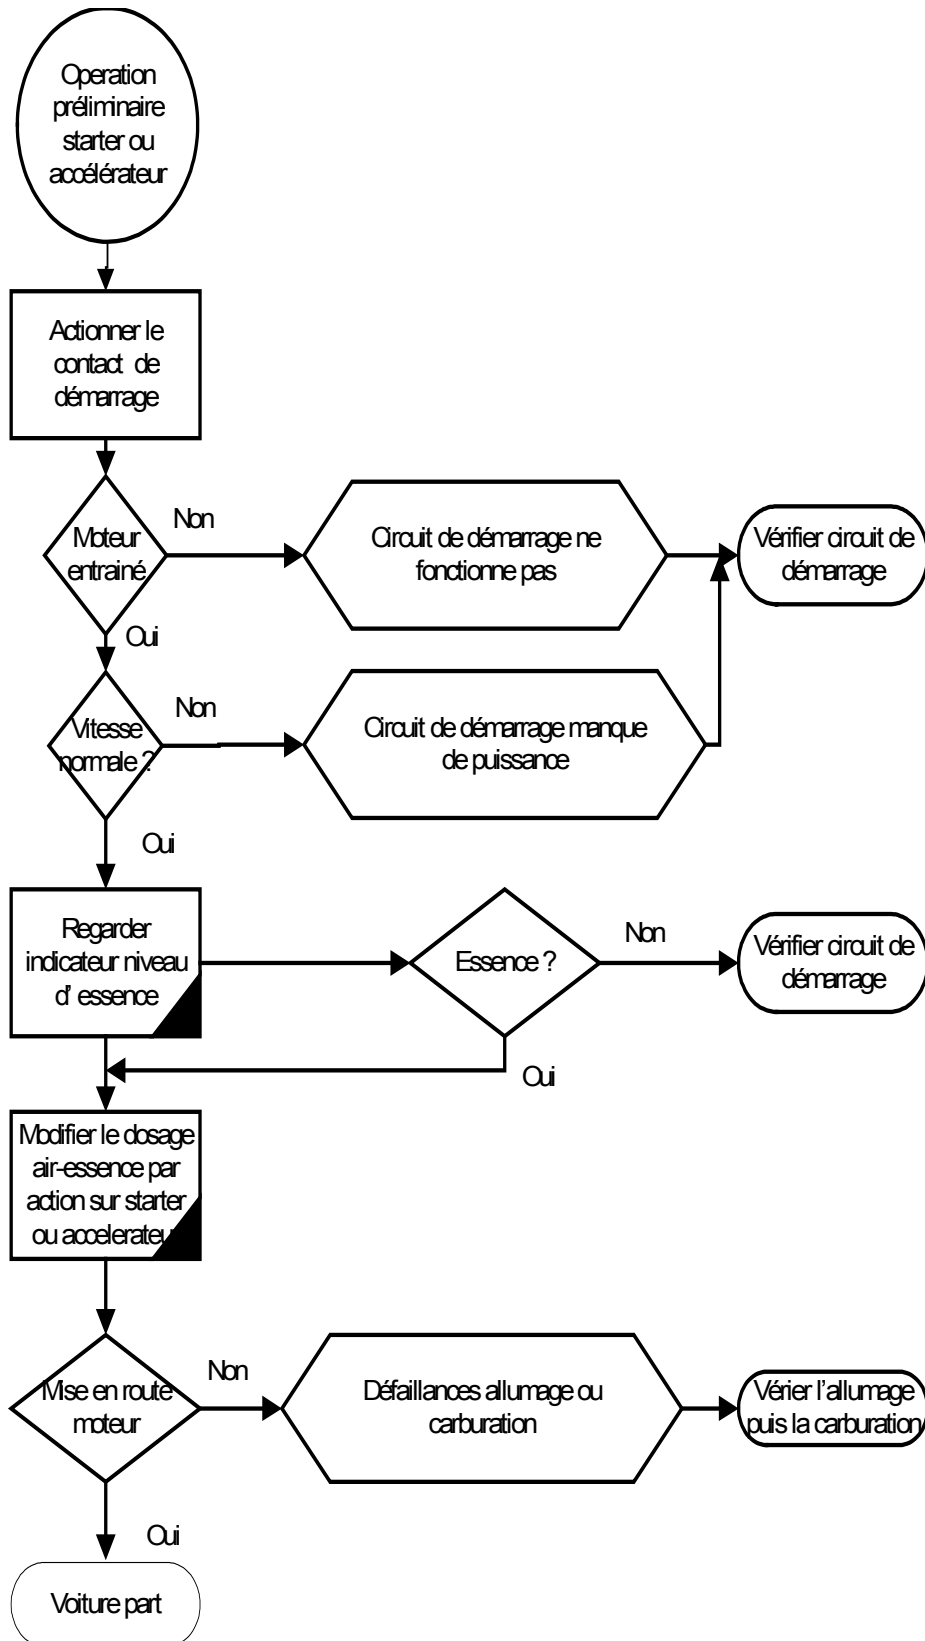 Operation
préliminaire
starter ou
accélérateur
Actionner le
contact de
démarrage
Moteur
entrainé
Non
Circuit de démarrage ne
fonctionne pas
Vérifier circuit de
démarrage
Oui
Vitesse
normale ?
Non
Circuit de démarrage manque
de puissance
Oui
Regarder
indicateur niveau
d' essence
Essence ?
Non
Vérifier circuit de
démarrage
Oui
Modifier le dosage
air-essence par
action sur starter
ou accelerateur
Mise en route
moteur
Non
Défaillances allumage ou
carburation
Vérier l'allumage
puis la carburation
Oui
Voiture part